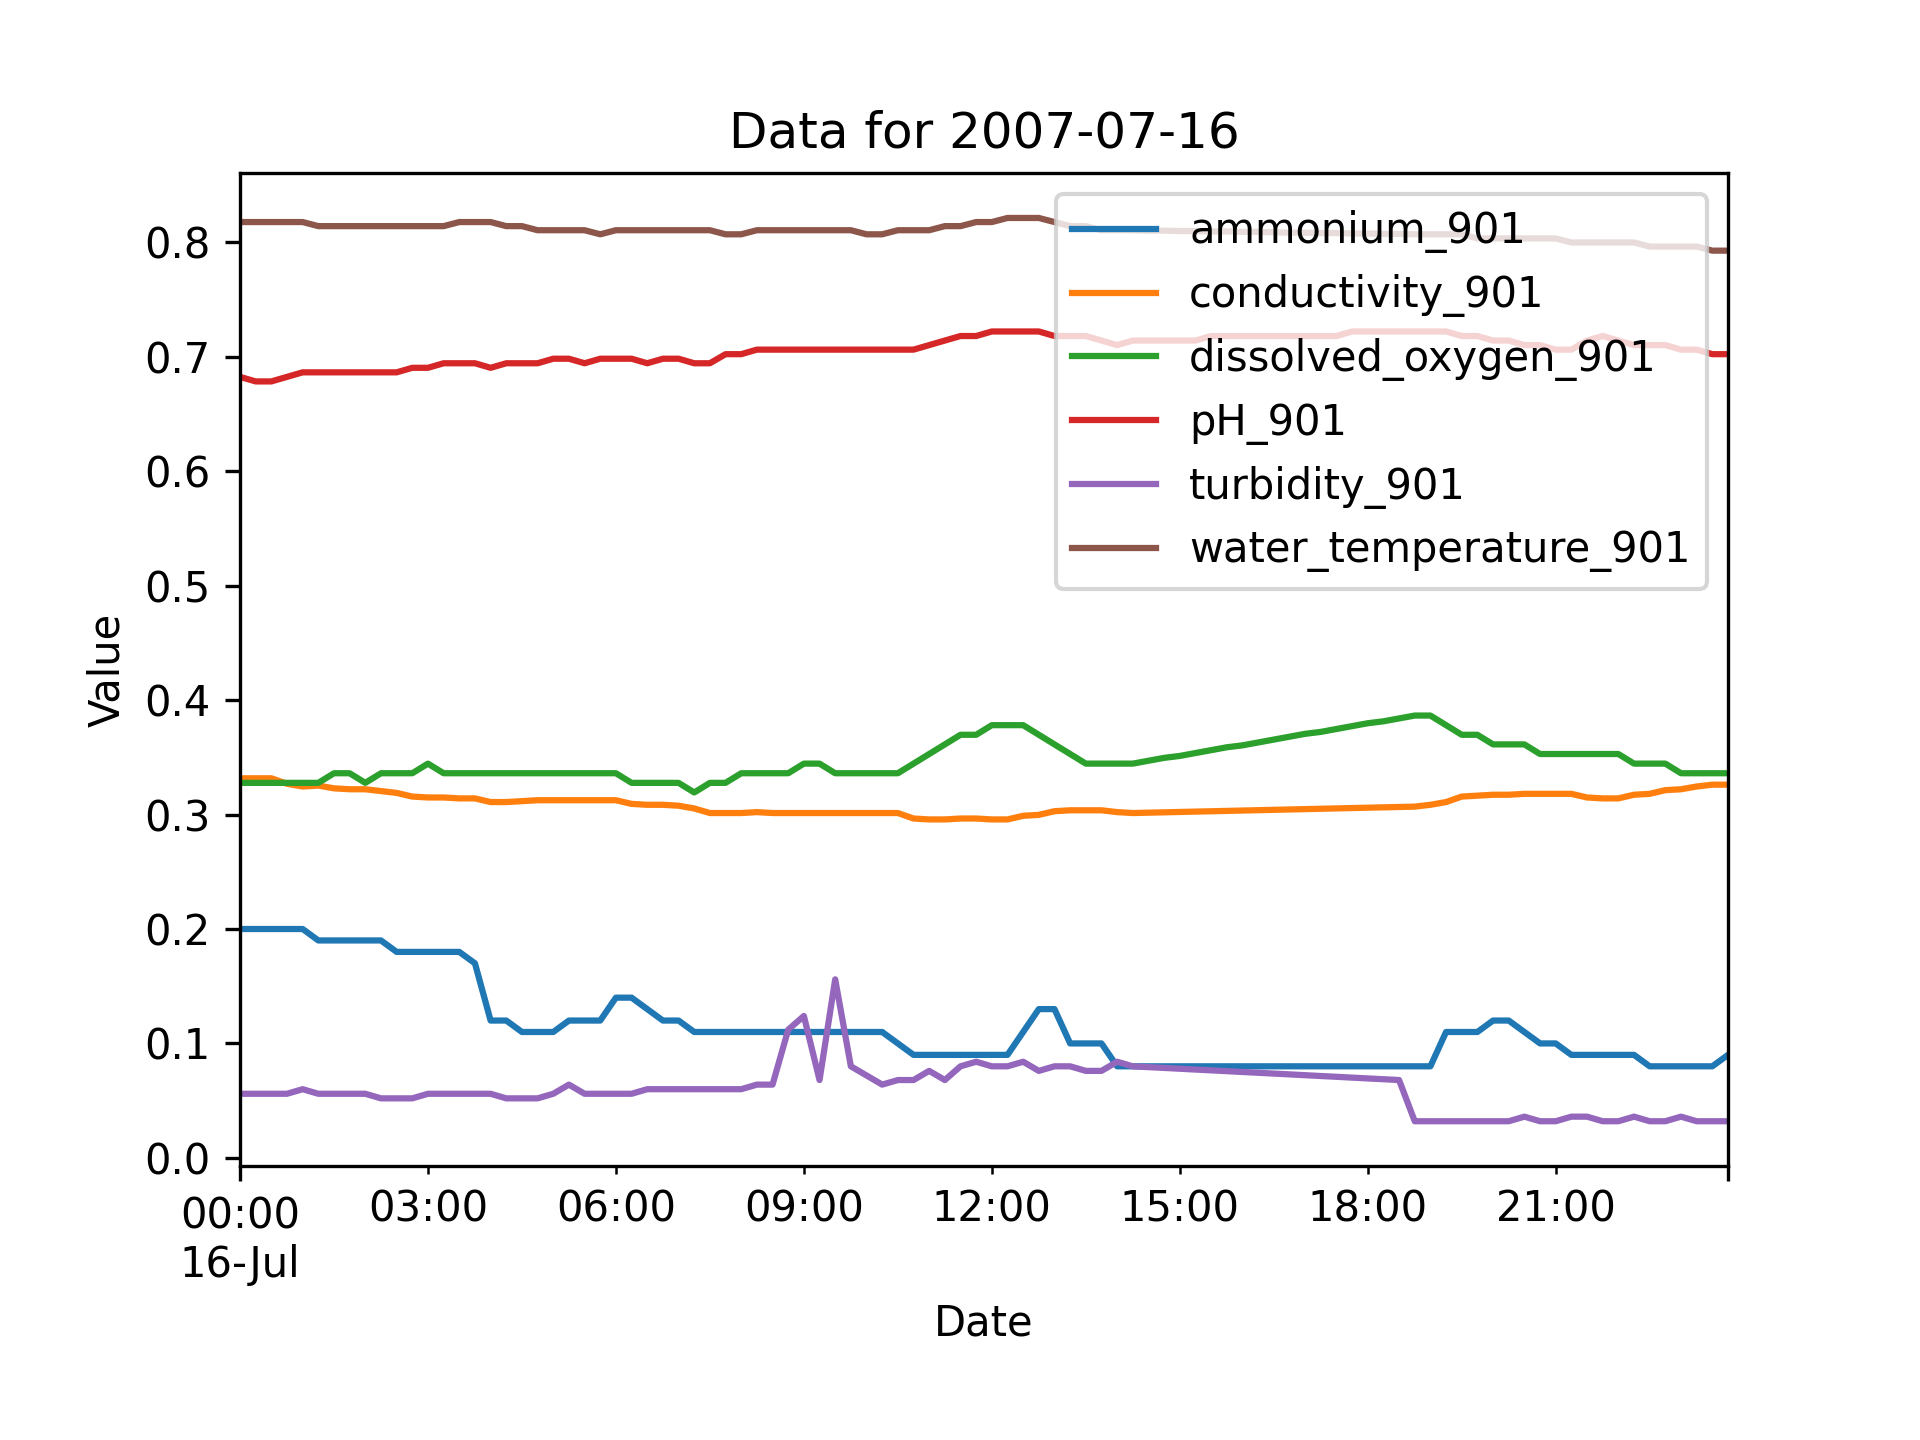 Data for 2007-07-16
ammonium_901
conductivity_901
dissolved_oxygen_901
pH_901
turbidity_901
water_temperature_901
Value
0.8
0.7
0.6
0.5
0.4
0.3
0.2
0.1
0.0
00:00 03:00 06:00 09:00 12:00 15:00 18:00 21:00
16-Jul
Date